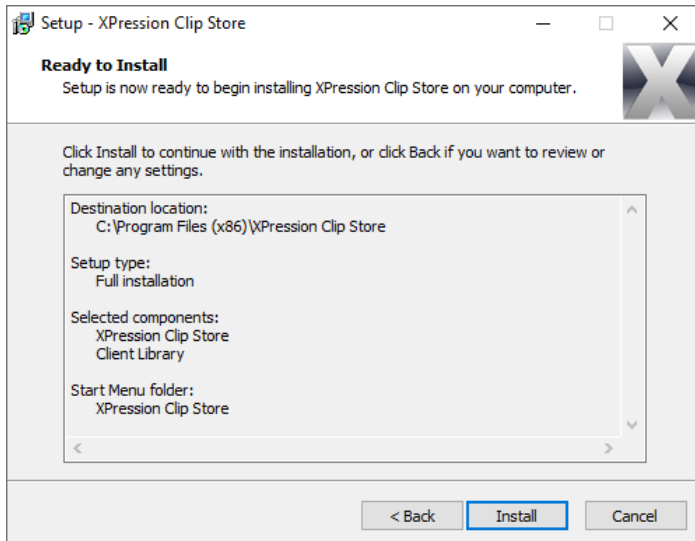 Setup - XPression Clip Store
Ready to Install
Setup is now ready to begin installing XPression Clip Store on your computer.
X
Click Install to continue with the installation, or click Back if you want to review or
change any settings.
Destination location:
C:\Program Files (x86)\XPression Clip Store
Setup type:
Full installation
Selected components:
XPression Clip Store
Client Library
Start Menu folder:
XPression Clip Store
< Back
Install
Cancel